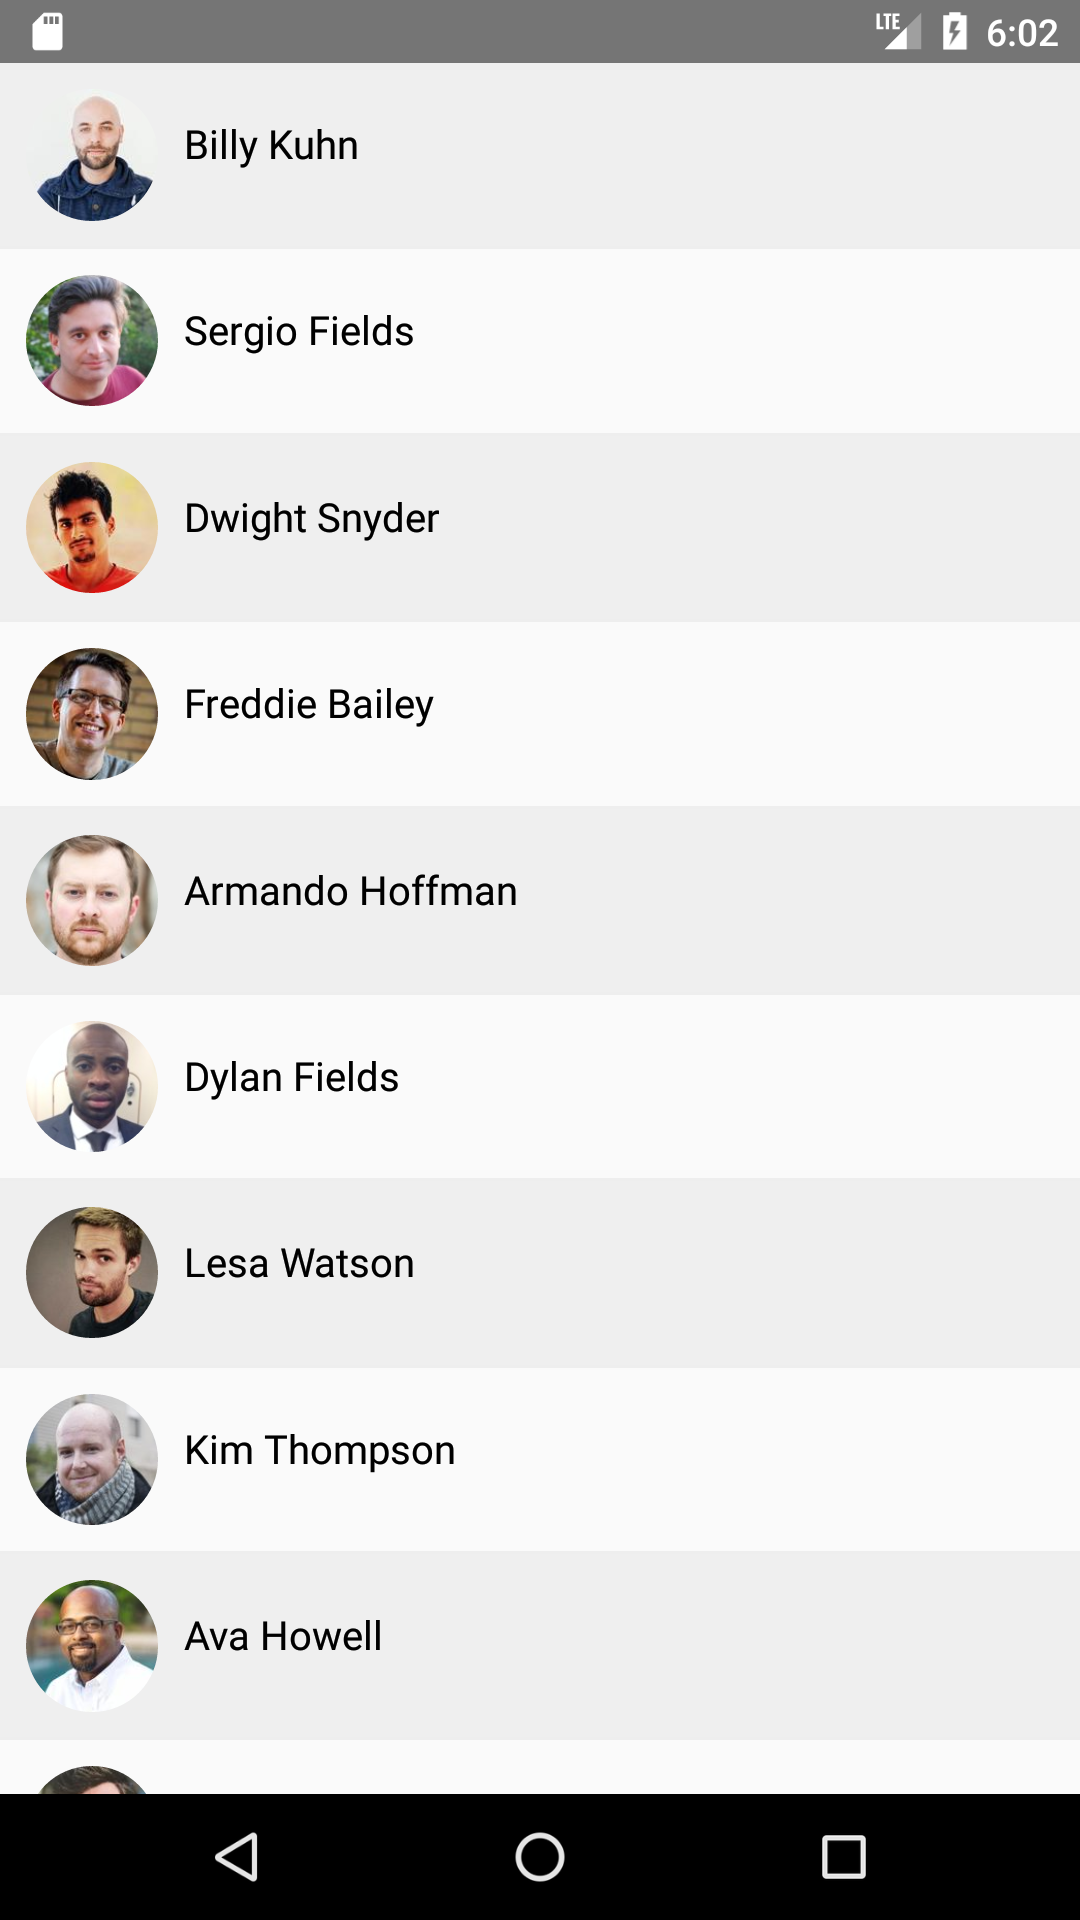 LTE 6:02
Billy Kuhn
Sergio Fields
Dwight Snyder
Freddie Bailey
Armando Hoffman
Dylan Fields
Lesa Watson
Kim Thompson
Ava Howell